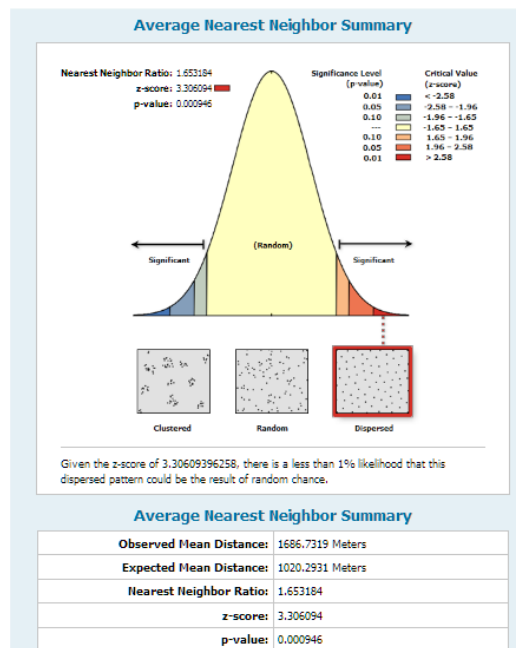 Average Nearest Neighbor Summary
Nearest Neighbor Ratio: 1.653184
z-score: 3.306094
p-value: 0.000946
Significance Level
(p-value)
Critical Value
(z-score)
0.01 < -2.58
0.05 -2.58 - -1.96
0.10 -1.96 - -1.65
--- -1.65 - 1.65
0.10 1.65 - 1.96
0.05 1.96 - 2.58
0.01 > 2.58
(Random)
Significant Significant
Clustered Random Dispersed
Given the z-score of 3.30609396258, there is a less than 1% likelihood that this
dispersed pattern could be the result of random chance.
Average Nearest Neighbor Summary
Observed Mean Distance: 1686.7319 Meters
Expected Mean Distance: 1020.2931 Meters
Nearest Neighbor Ratio: 1.653184
z-score: 3.306094
p-value: 0.000946